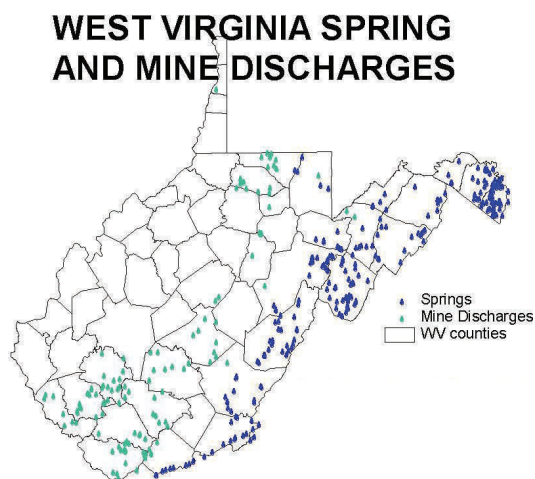 WEST VIRGINIA SPRING
AND MINE DISCHARGES
Springs
Mine Discharges
WV counties